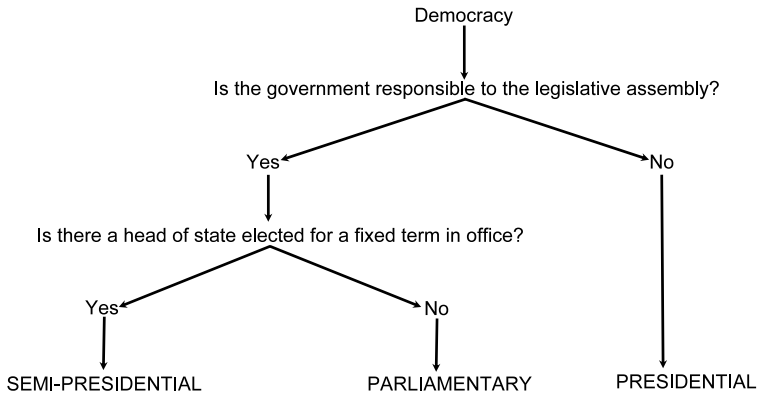 Democracy
Is the government responsible to the legislative assembly?
Yes
No
Is there a head of state elected for a fixed term in office?
Yes
No
SEMI-PRESIDENTIAL
PARLIAMENTARY
PRESIDENTIAL